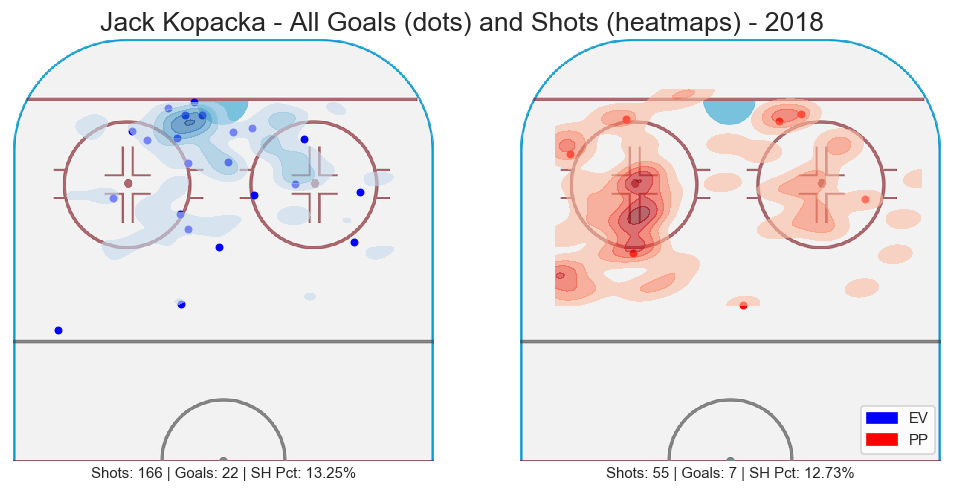 Jack Kopacka - All Goals (dots) and Shots (heatmaps) - 2018
EV
PP
Shots: 166 | Goals: 22 | SH Pct: 13.25%
Shots: 55 | Goals: 7 | SH Pct: 12.73%